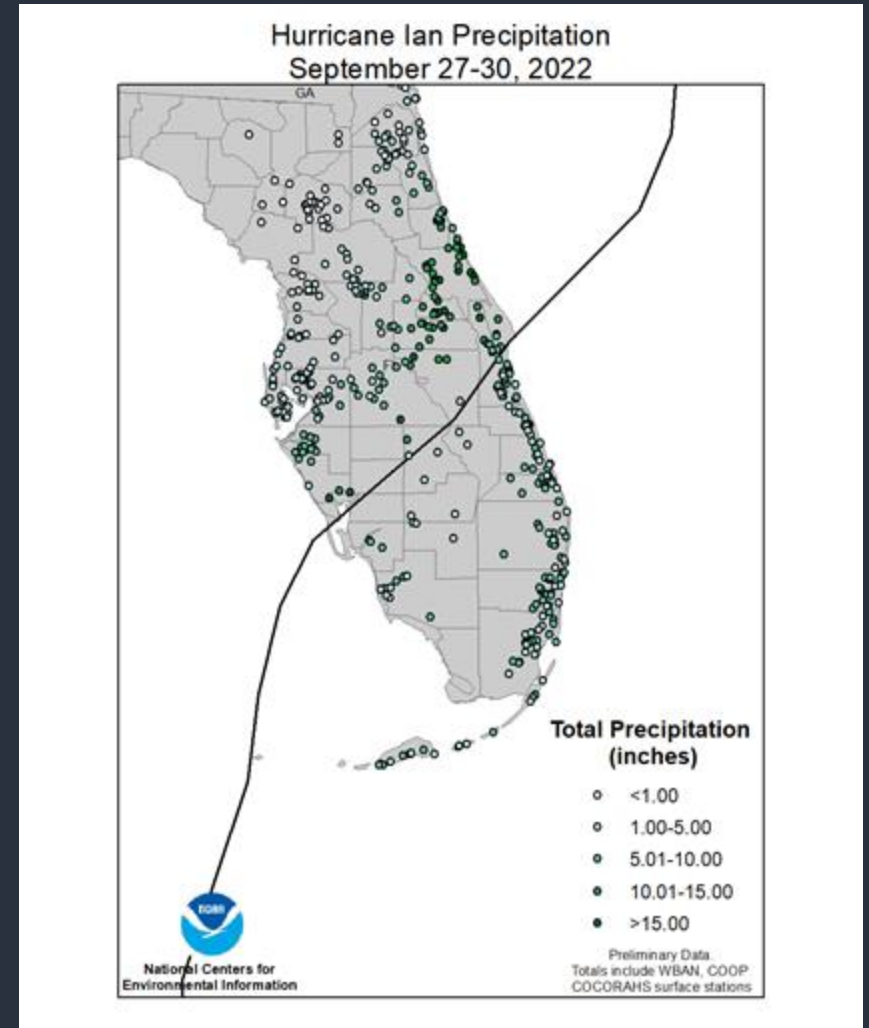 Hurricane Ian Precipitation
September 27-30, 2022
GA
Total Precipitation
(inches)
<1.00
1.00-5.00
5.01-10.00
10.01-15.00
>15.00
noaa
National Centers for
Environmental Information
Preliminary Data.
Totals include WBAN, COOP
COCORAHS surface stations